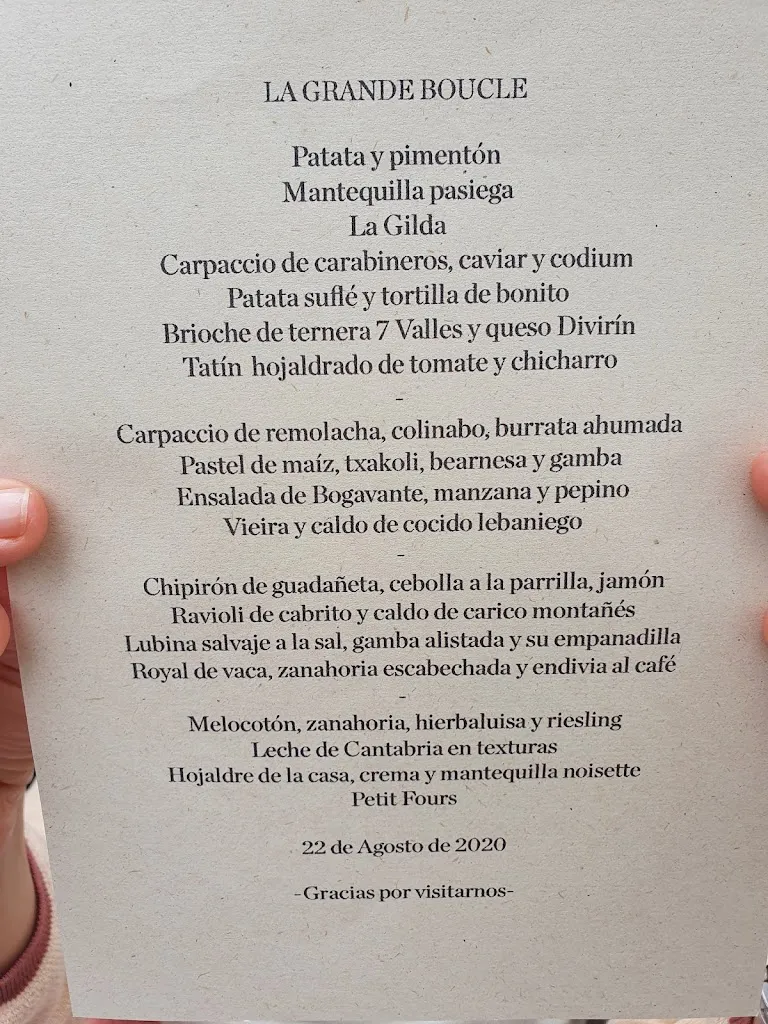 LA GRANDE BOUCLE
Patata y pimentón
Mantequilla pasiega
La Gilda
Carpaccio de carabineros, caviar y codium
Patata suflé y tortilla de bonito
Brioche de ternera 7 Valles y queso Divirín
Tatín hojaldrado de tomate y chicharro
-
Carpaccio de remolacha, colinabo, burrata ahumada
Pastel de maíz, txakoli, bearnesa y gamba
Ensalada de Bogavante, manzana y pepino
Vieira y caldo de cocido lebaniego
-
Chipirón de guadañeta, cebolla a la parrilla, jamón
Ravioli de cabrito y caldo de carico montañés
Lubina salvaje a la sal, gamba alistada y su empanadilla
Royal de vaca, zanahoria escabechada y endivia al café
-
Melocotón, zanahoria, hierbaluisa y riesling
Leche de Cantabria en texturas
Hojaldre de la casa, crema y mantequilla noisette
Petit Fours
22 de Agosto de 2020
-Gracias por visitarnos-